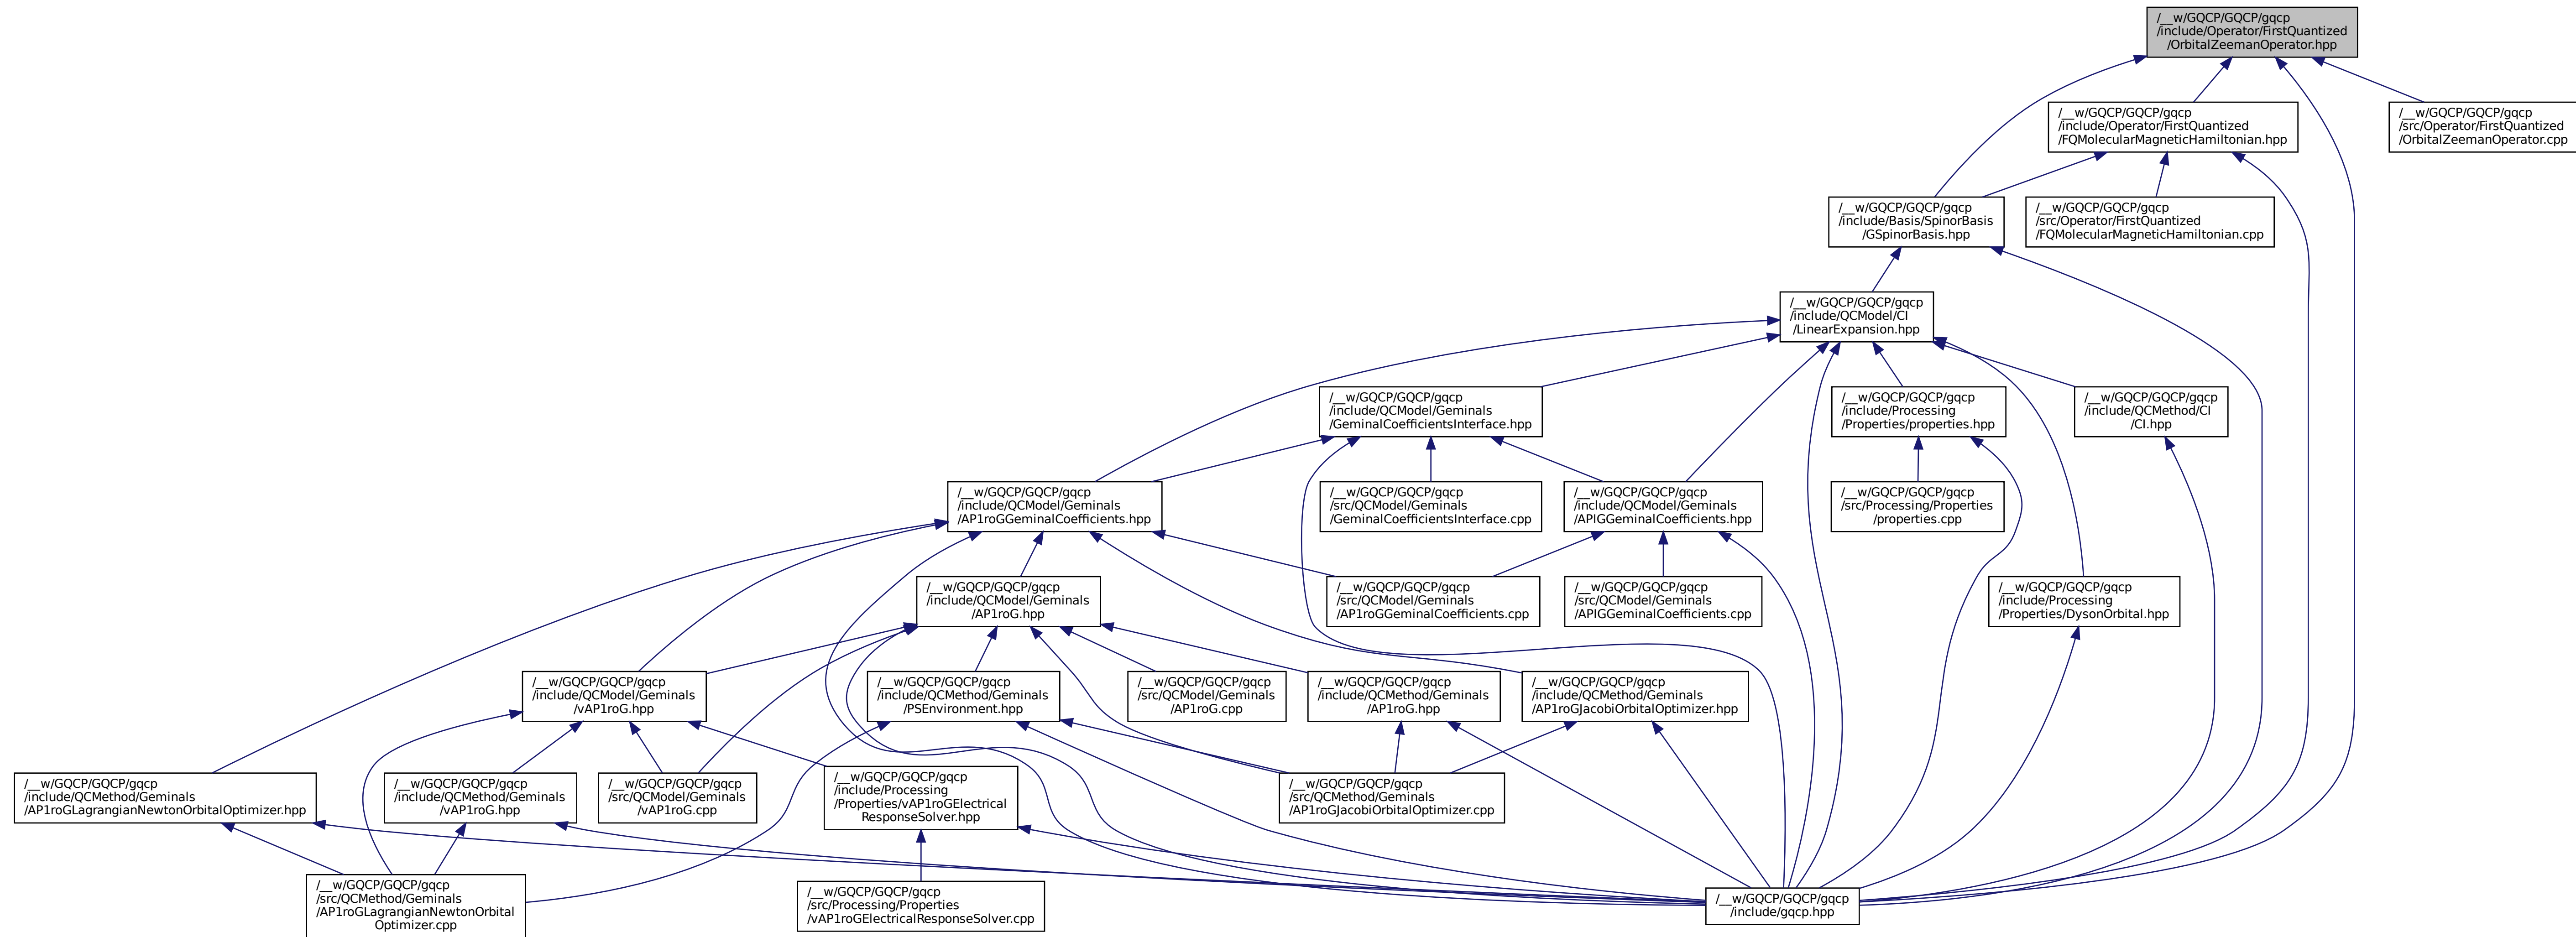 /__w/GQCP/GQCP/gqcp
/include/Operator/FirstQuantized
/OrbitalZeemanOperator.hpp
/__w/GQCP/GQCP/gqcp
/include/Operator/FirstQuantized
/FQMolecularMagneticHamiltonian.hpp
/__w/GQCP/GQCP/gqcp
/src/Operator/FirstQuantized
/OrbitalZeemanOperator.cpp
/__w/GQCP/GQCP/gqcp
/include/Basis/SpinorBasis
/GSpinorBasis.hpp
/__w/GQCP/GQCP/gqcp
/src/Operator/FirstQuantized
/FQMolecularMagneticHamiltonian.cpp
/__w/GQCP/GQCP/gqcp
/include/QCModel/CI
/LinearExpansion.hpp
/__w/GQCP/GQCP/gqcp
/include/QCModel/Geminals
/GeminalCoefficientsInterface.hpp
/__w/GQCP/GQCP/gqcp
/include/Processing
/Properties/properties.hpp
/__w/GQCP/GQCP/gqcp
/include/QCMethod/CI
/CI.hpp
/__w/GQCP/GQCP/gqcp
/include/QCModel/Geminals
/AP1roGGeminalCoefficients.hpp
/__w/GQCP/GQCP/gqcp
/src/QCModel/Geminals
/GeminalCoefficientsInterface.cpp
/__w/GQCP/GQCP/gqcp
/include/QCModel/Geminals
/APIGGeminalCoefficients.hpp
/__w/GQCP/GQCP/gqcp
/src/Processing/Properties
/properties.cpp
/__w/GQCP/GQCP/gqcp
/include/QCModel/Geminals
/AP1roG.hpp
/__w/GQCP/GQCP/gqcp
/src/QCModel/Geminals
/AP1roGGeminalCoefficients.cpp
/__w/GQCP/GQCP/gqcp
/src/QCModel/Geminals
/APIGGeminalCoefficients.cpp
/__w/GQCP/GQCP/gqcp
/include/Processing
/Properties/DysonOrbital.hpp
/__w/GQCP/GQCP/gqcp
/include/QCModel/Geminals
/vAP1roG.hpp
/__w/GQCP/GQCP/gqcp
/include/QCMethod/Geminals
/PSEnvironment.hpp
/__w/GQCP/GQCP/gqcp
/src/QCModel/Geminals
/AP1roG.cpp
/__w/GQCP/GQCP/gqcp
/include/QCMethod/Geminals
/AP1roG.hpp
/__w/GQCP/GQCP/gqcp
/include/QCMethod/Geminals
/AP1roGJacobiOrbitalOptimizer.hpp
/__w/GQCP/GQCP/gqcp
/include/QCMethod/Geminals
/AP1roGLagrangianNewtonOrbitalOptimizer.hpp
/__w/GQCP/GQCP/gqcp
/include/QCMethod/Geminals
/vAP1roG.hpp
/__w/GQCP/GQCP/gqcp
/src/QCModel/Geminals
/vAP1roG.cpp
/__w/GQCP/GQCP/gqcp
/include/Processing
/Properties/vAP1roGElectrical
ResponseSolver.hpp
/__w/GQCP/GQCP/gqcp
/src/QCMethod/Geminals
/AP1roGJacobiOrbitalOptimizer.cpp
/__w/GQCP/GQCP/gqcp
/src/QCMethod/Geminals
/AP1roGLagrangianNewtonOrbital
Optimizer.cpp
/__w/GQCP/GQCP/gqcp
/src/Processing/Properties
/vAP1roGElectricalResponseSolver.cpp
/__w/GQCP/GQCP/gqcp
/include/gqcp.hpp